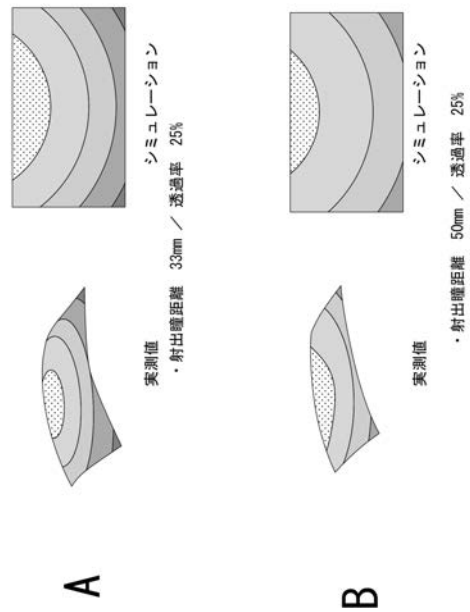 A
実測値
シミュレーション
・射出瞳距離 33mm / 透過率 25%
B
実測値
シミュレーション
・射出瞳距離 50mm / 透過率 25%